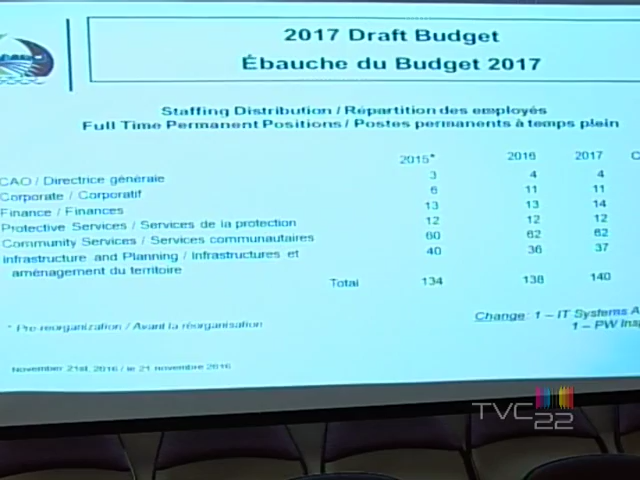 2017 Draft Budget
Ébauche du Budget 2017
Staffing Distribution / Répartition des employés
Full Time Permanent Positions / Postes permanents à temps plein
2015* 2016 2017
CAO / Directrice générale 3 4 4
Corporate / Corporatif 6 11 11
Finance / Finances 13 13 14
Protective Services / Services de la protection 12 12 12
Community Services / Services communautaires 60 62 62
Infrastructure and Planning / Infrastructures et 40 36 37
aménagement du territoire
Total 134 138 140
* Pre-reorganization / Avant la réorganisation
Change: 1 – IT Systems A
1 – PW Insp
November 21st, 2016 / le 21 novembre 2016
TVC22